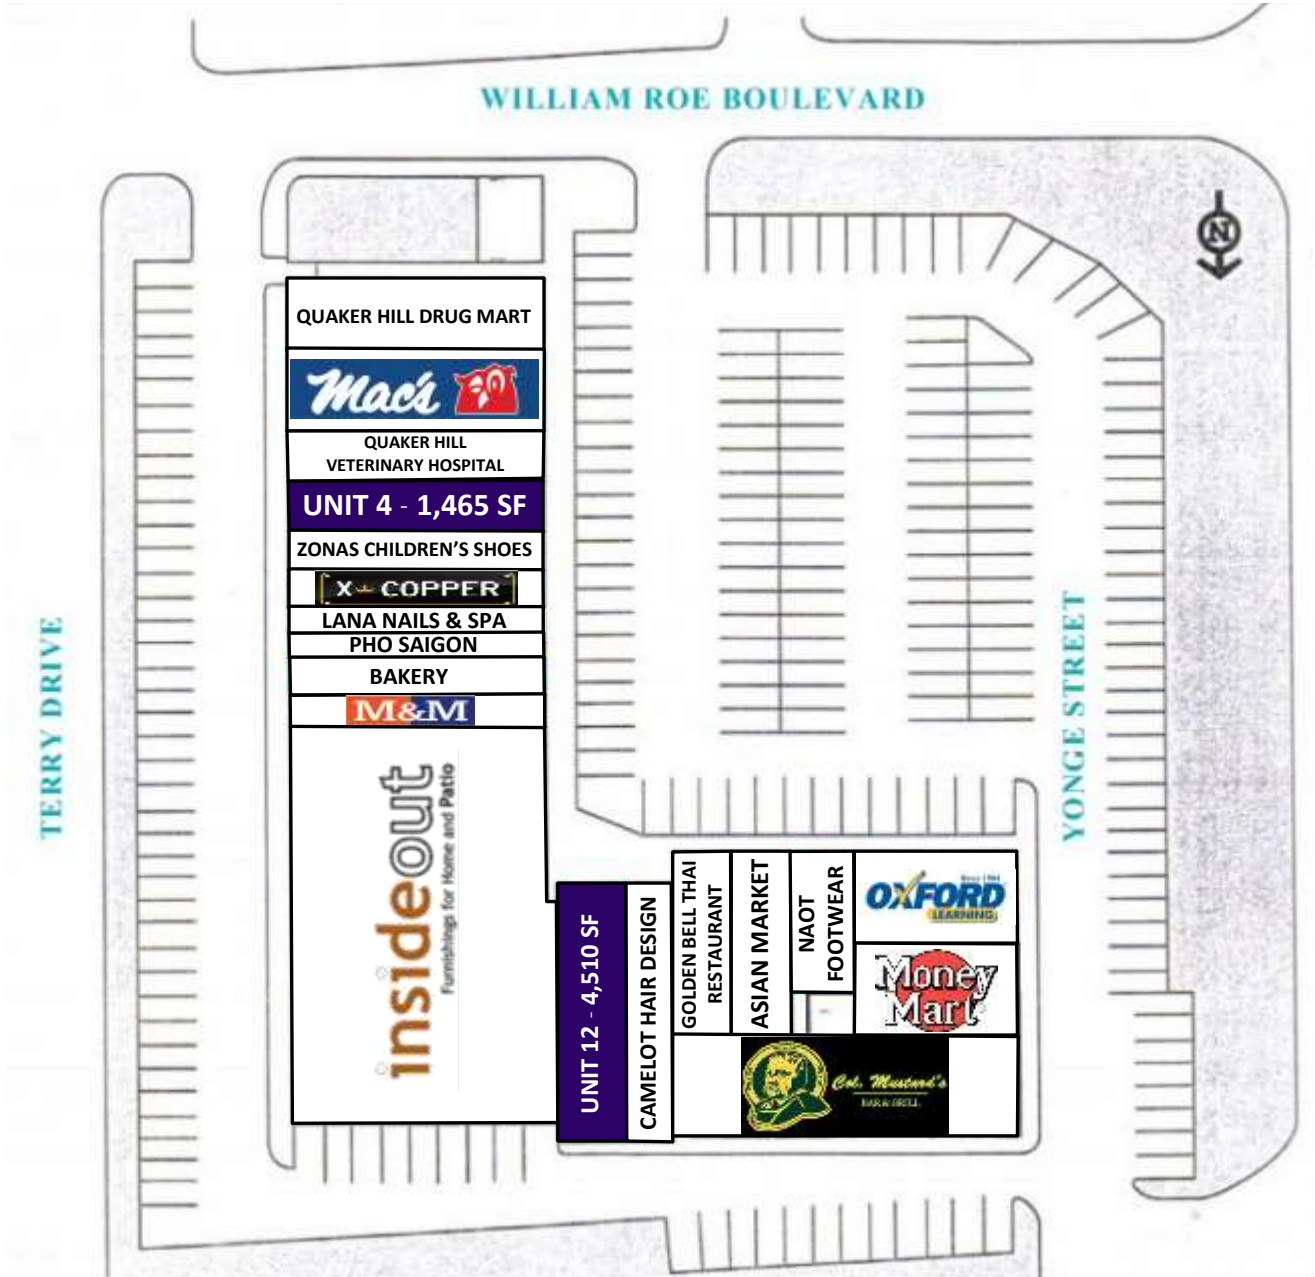 WILLIAM ROE BOULEVARD
N
QUAKER HILL DRUG MART
Mac's
QUAKER HILL
VETERINARY HOSPITAL
UNIT 4 - 1,465 SF
ZONAS CHILDREN'S SHOES
X COPPER
LANA NAILS & SPA
PHO SAIGON
BAKERY
M&M
TERRY DRIVE
YONGE STREET
insideout
Furnishings for Home and Patio
UNIT 12 - 4,510 SF
CAMELOT HAIR DESIGN
GOLDEN BELL THAI
RESTAURANT
ASIAN MARKET
NAOT
FOOTWEAR
OXFORD
LEARNING
Money
Mart
Col. Mustard's
BAR & GRILL